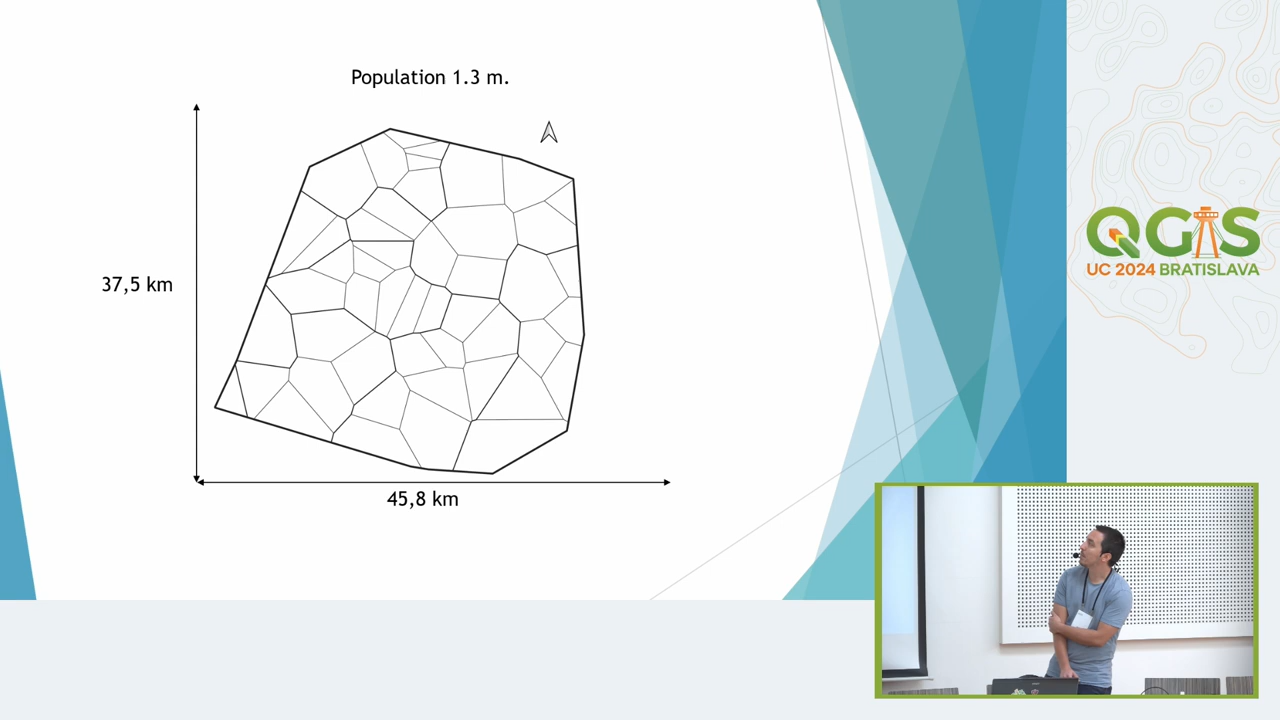 Population 1.3 m.
37,5 km
45,8 km
QGIS
UC 2024 BRATISLAVA